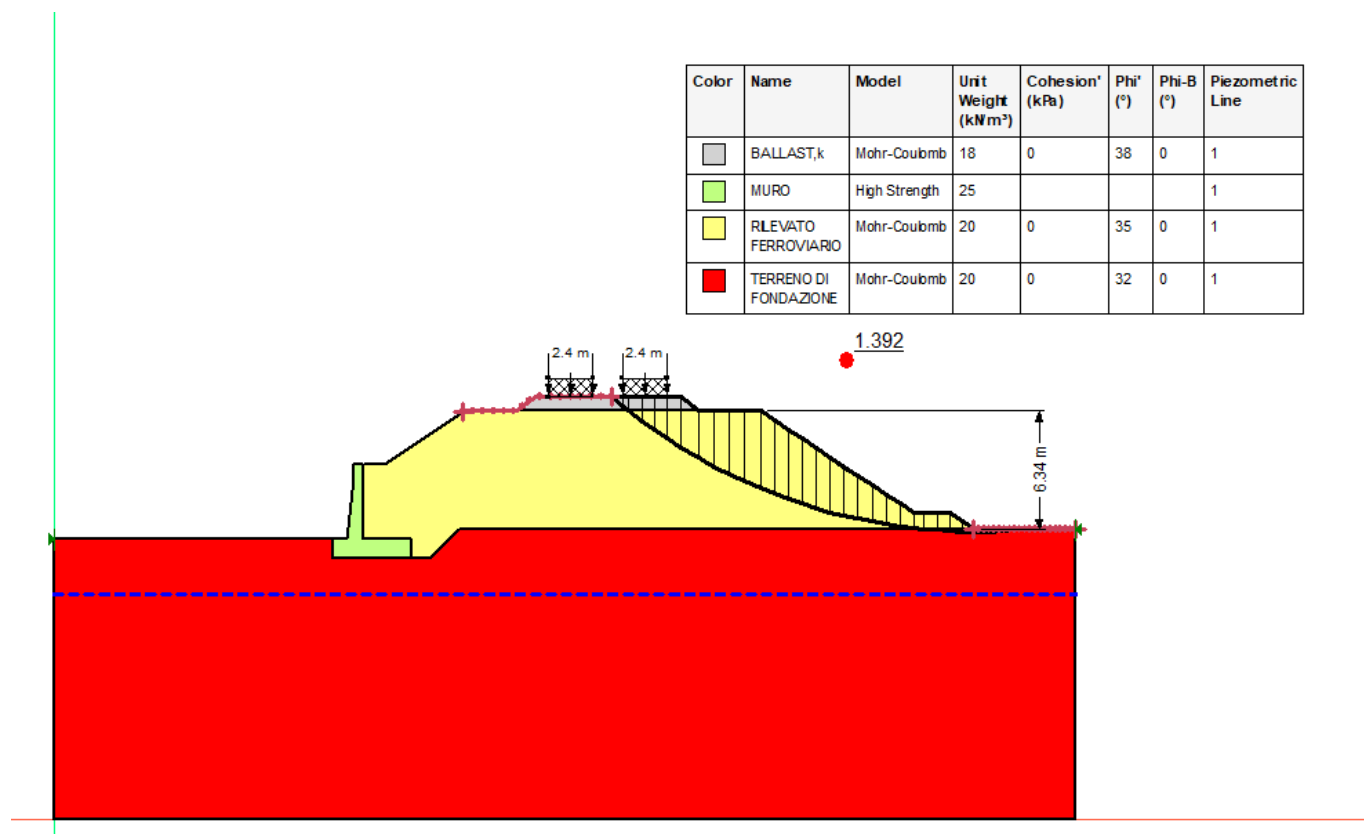 Color Name Model Unit Weight (kN/m³) Cohesion' (kPa) Phi' (°) Phi-B (°) Piezometric Line
BALLAST,k Mohr-Coulomb 18 0 38 0 1
MURO High Strength 25 1
RILEVATO FERROVIARIO Mohr-Coulomb 20 0 35 0 1
TERRENO DI FONDAZIONE Mohr-Coulomb 20 0 32 0 1
1.392
2.4 m 2.4 m
6.34 m